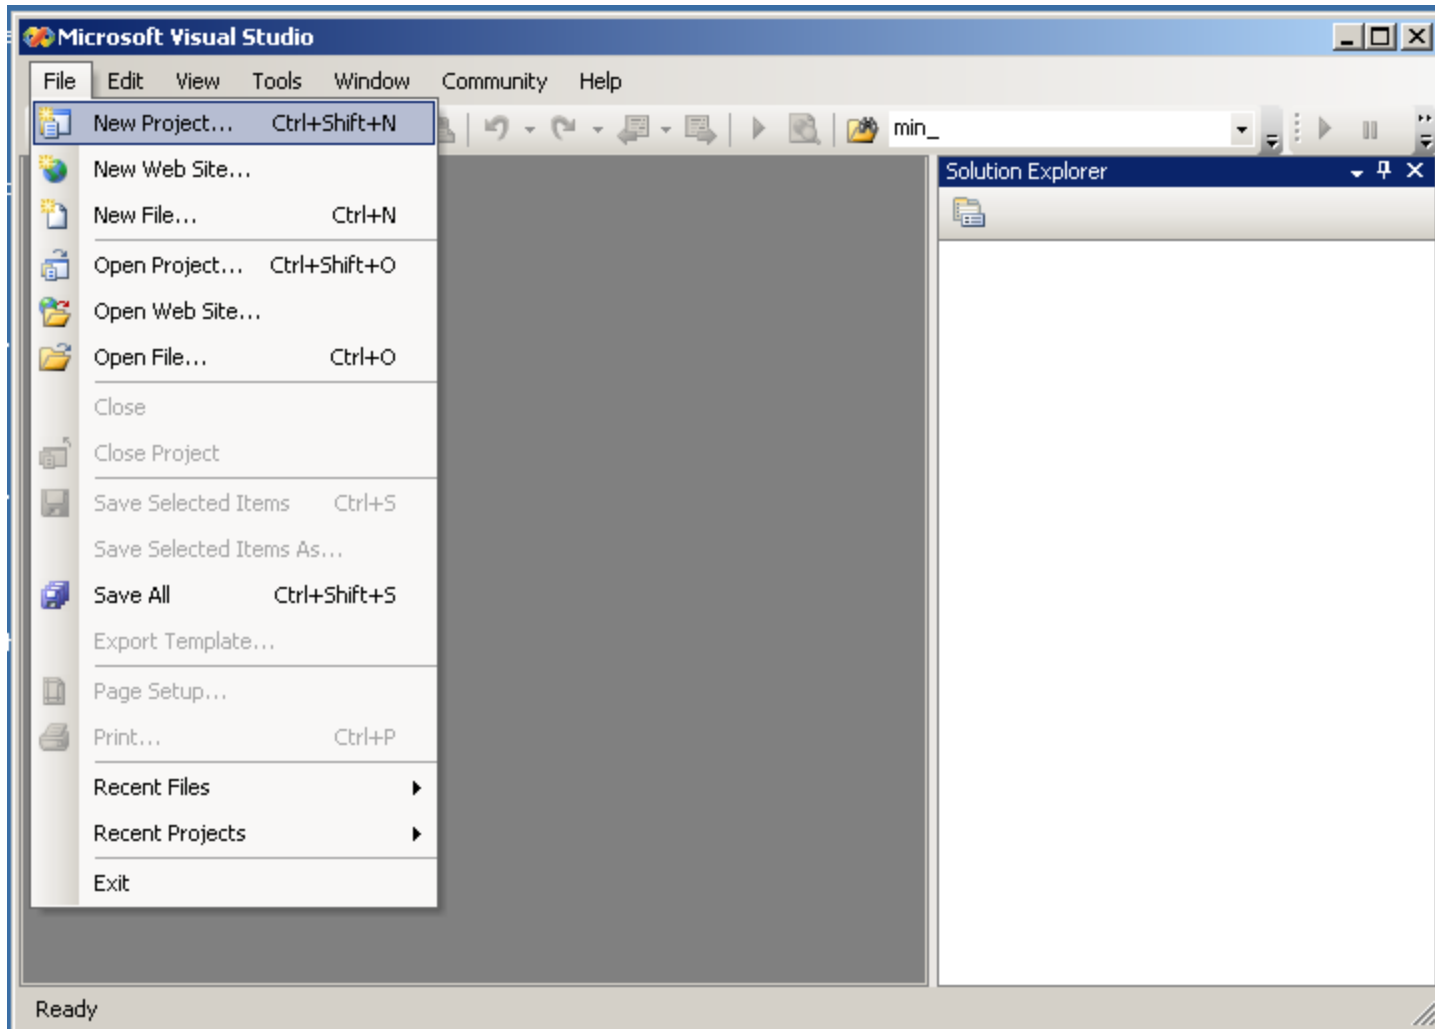 Microsoft Visual Studio
File Edit View Tools Window Community Help
New Project... Ctrl+Shift+N
min_
New Web Site...
Solution Explorer
New File... Ctrl+N
Open Project... Ctrl+Shift+O
Open Web Site...
Open File... Ctrl+O
Close
Close Project
Save Selected Items Ctrl+S
Save Selected Items As...
Save All Ctrl+Shift+S
Export Template...
Page Setup...
Print... Ctrl+P
Recent Files
Recent Projects
Exit
Ready